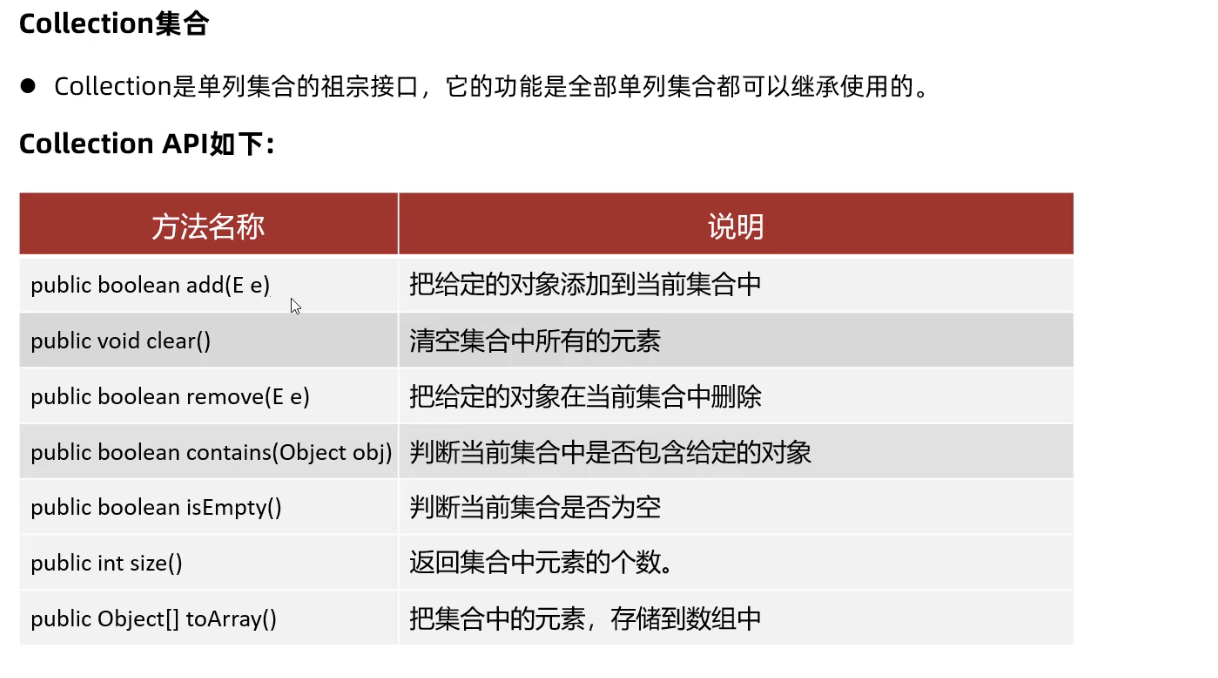 Collection集合
● Collection是单列集合的祖宗接口，它的功能是全部单列集合都可以继承使用的。
Collection API如下：
方法名称 说明
public boolean add(E e) 把给定的对象添加到当前集合中
public void clear() 清空集合中所有的元素
public boolean remove(E e) 把给定的对象在当前集合中删除
public boolean contains(Object obj) 判断当前集合中是否包含给定的对象
public boolean isEmpty() 判断当前集合是否为空
public int size() 返回集合中元素的个数。
public Object[] toArray() 把集合中的元素，存储到数组中